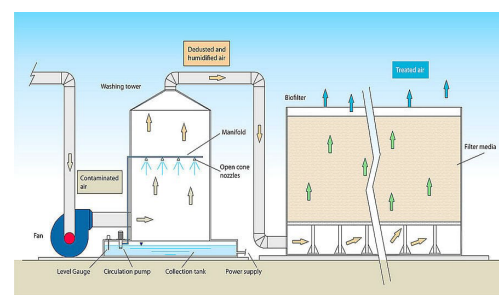 Dedusted and
humidified air
Treated air
Washing tower
Biofilter
Manifold
Filter media
Open cone
nozzles
Contaminated
air
Fan
Level Gauge
Circulation pump
Collection tank
Power supply